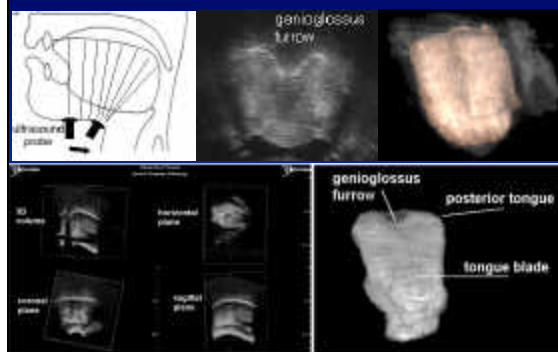 genioglossus
furrow
ultrasound
probe
3D
volume
horizontal
plane
coronal
plane
sagittal
plane
genioglossus
furrow
posterior tongue
tongue blade